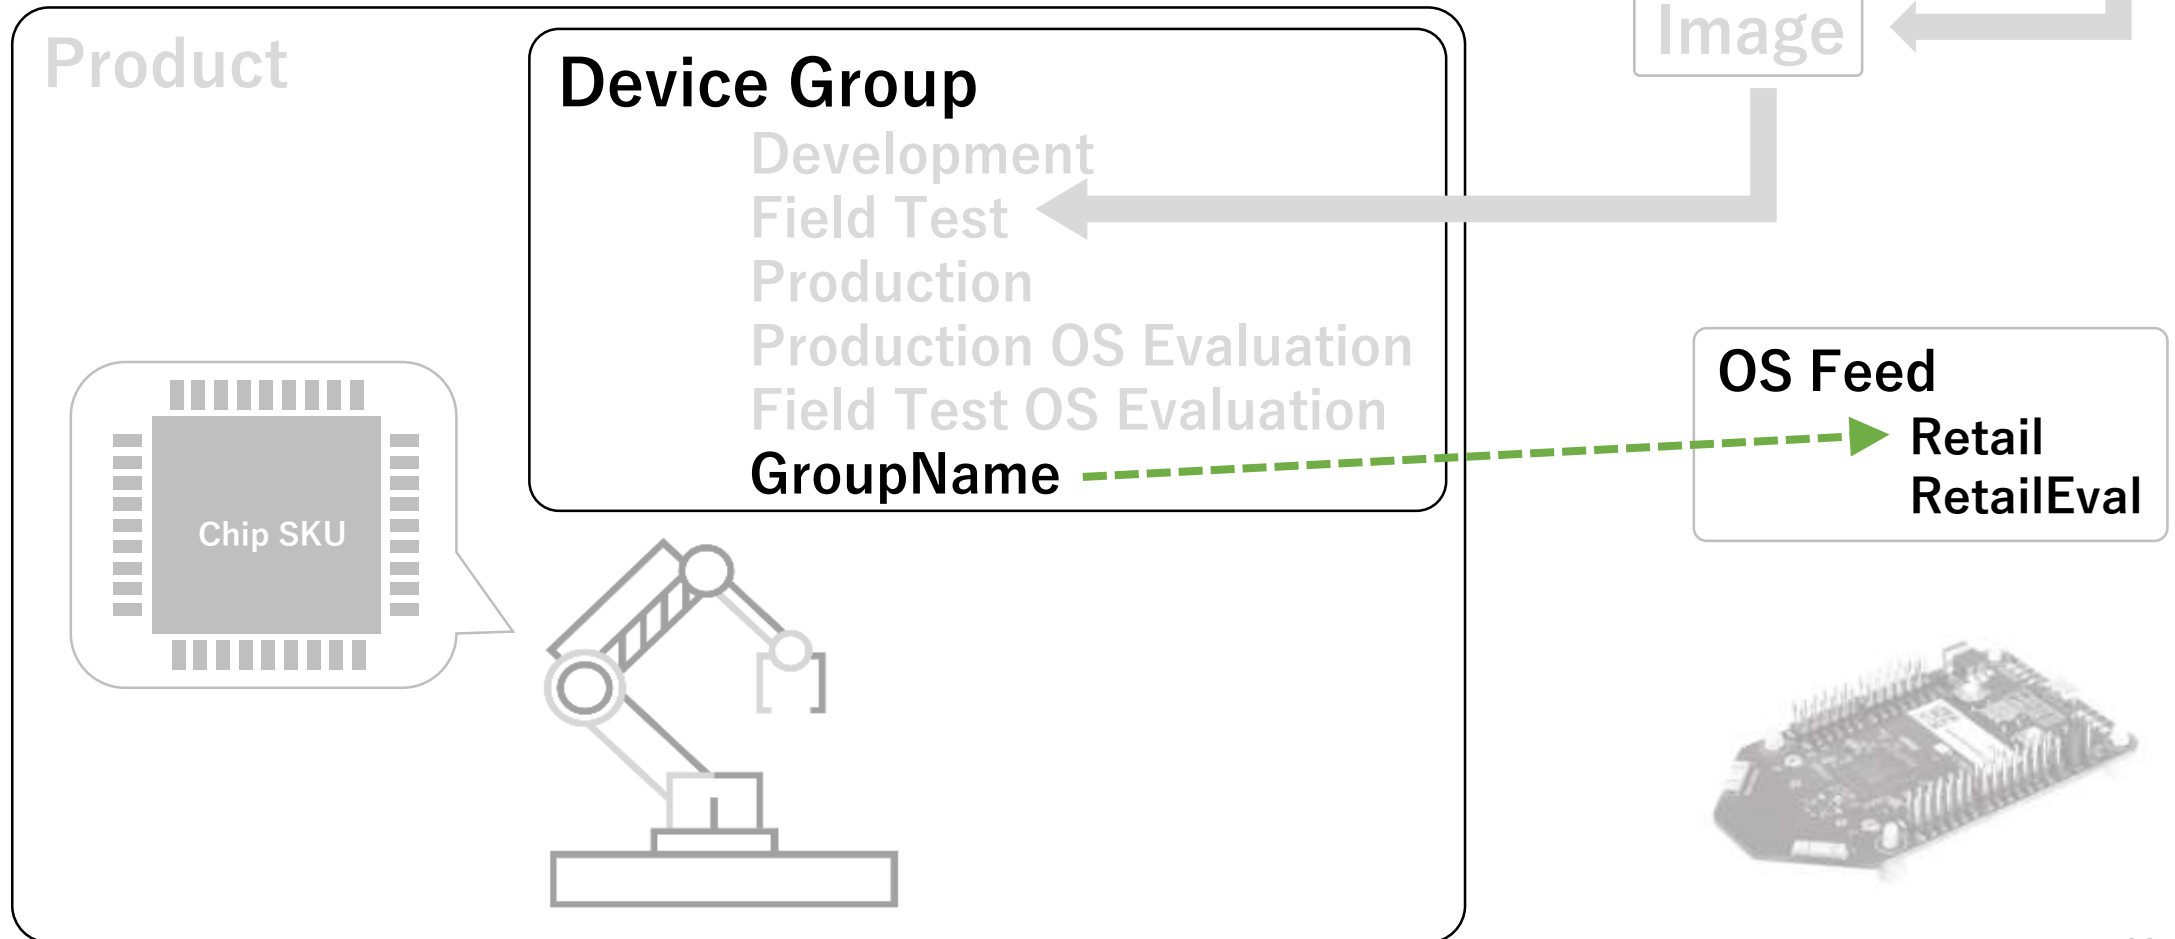 Product
Device Group
Development
Field Test
Production
Production OS Evaluation
Field Test OS Evaluation
GroupName
Chip SKU
Image
OS Feed
Retail
RetailEval